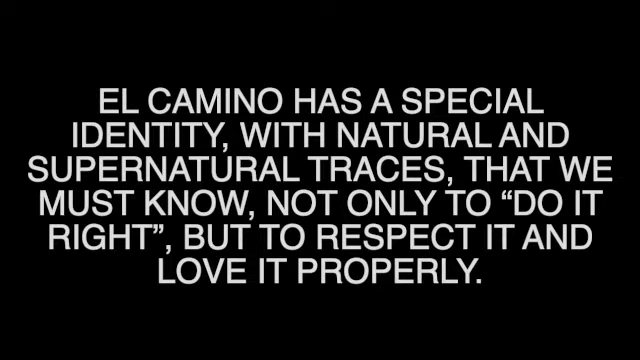 EL CAMINO HAS A SPECIAL
IDENTITY, WITH NATURAL AND
SUPERNATURAL TRACES, THAT WE
MUST KNOW, NOT ONLY TO “DO IT
RIGHT”, BUT TO RESPECT IT AND
LOVE IT PROPERLY.